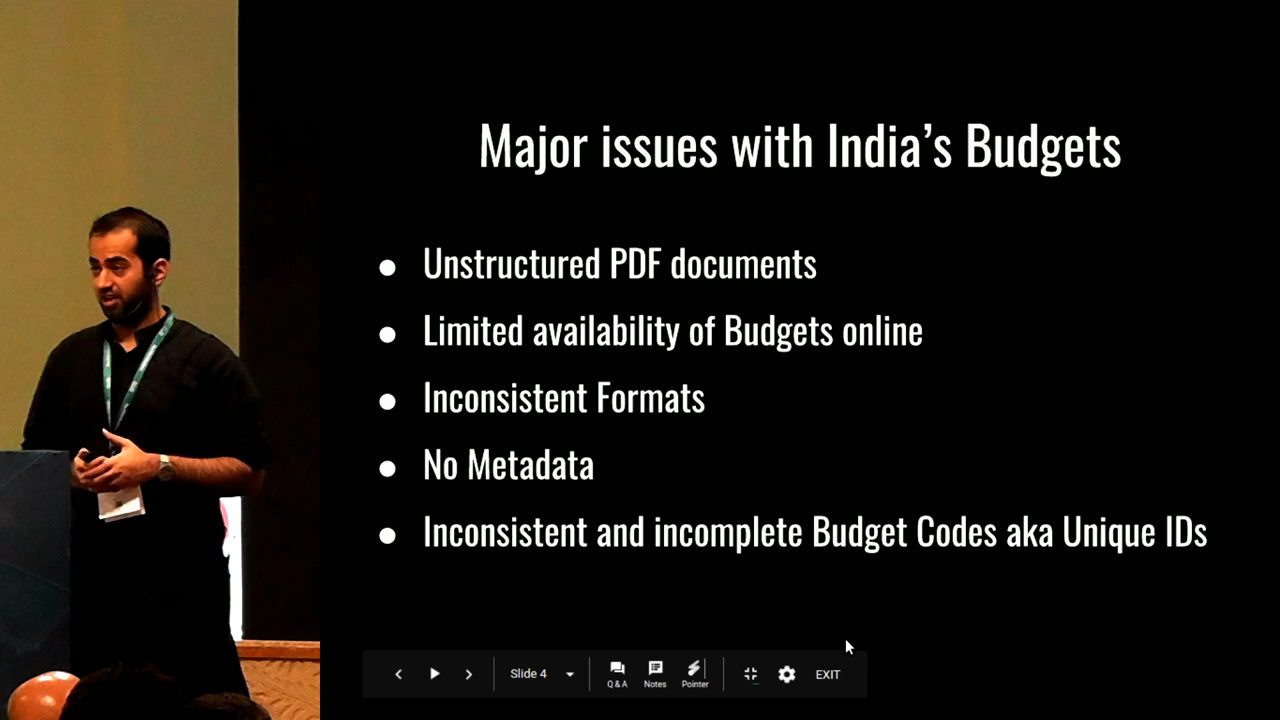 Major issues with India's Budgets
● Unstructured PDF documents
● Limited availability of Budgets online
● Inconsistent Formats
● No Metadata
● Inconsistent and incomplete Budget Codes aka Unique IDs
Slide 4
Q & A
Notes
Pointer
EXIT